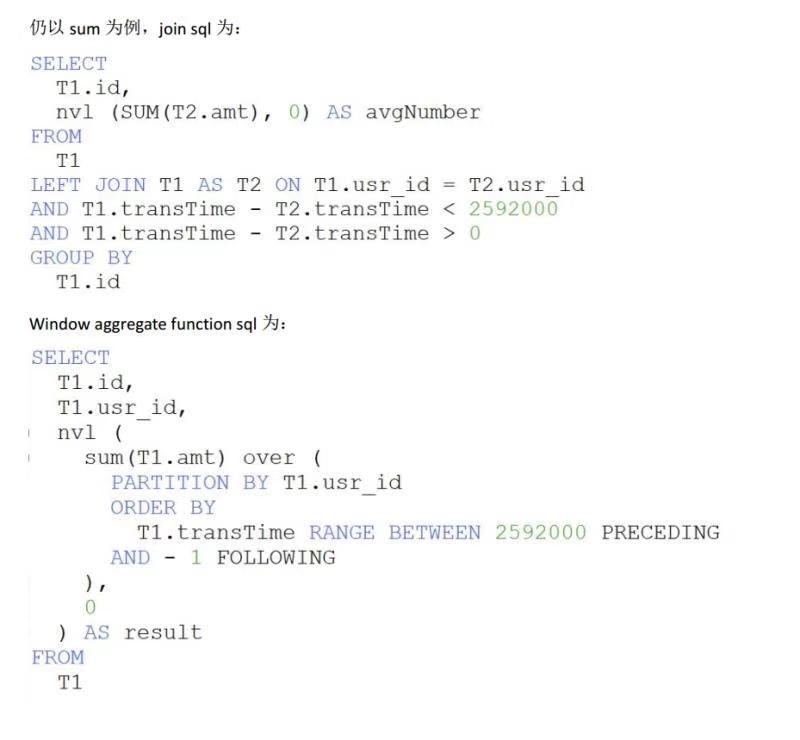 仍以 sum 为例，join sql 为：
SELECT
T1.id,
nvl (SUM(T2.amt), 0) AS avgNumber
FROM
T1
LEFT JOIN T1 AS T2 ON T1.usr_id = T2.usr_id
AND T1.transTime - T2.transTime < 2592000
AND T1.transTime - T2.transTime > 0
GROUP BY
T1.id
Window aggregate function sql 为：
SELECT
T1.id,
T1.usr_id,
nvl (
sum(T1.amt) over (
PARTITION BY T1.usr_id
ORDER BY
T1.transTime RANGE BETWEEN 2592000 PRECEDING
AND - 1 FOLLOWING
),
0
) AS result
FROM
T1